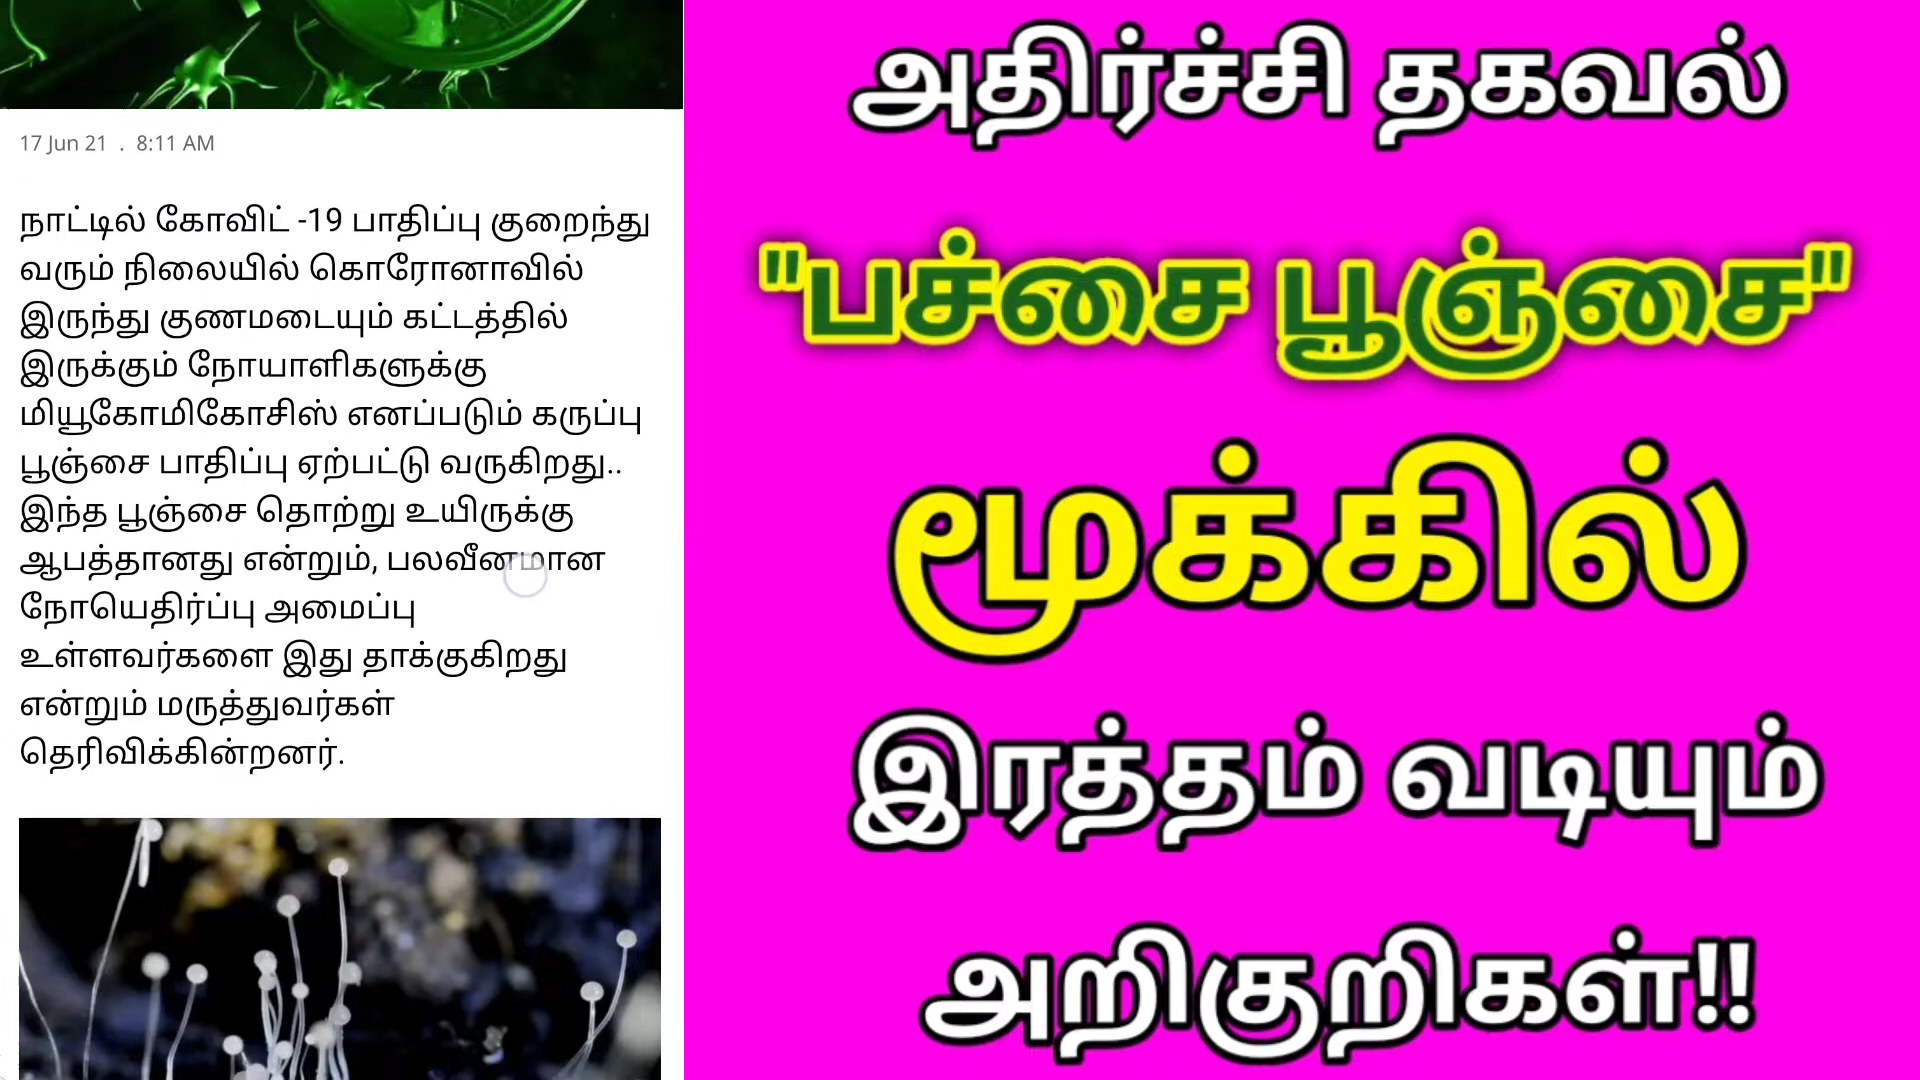 17 Jun 21 . 8:11 AM
நாட்டில் கோவிட் -19 பாதிப்பு குறைந்து
வரும் நிலையில் கொரோனாவில்
இருந்து குணமடையும் கட்டத்தில்
இருக்கும் நோயாளிகளுக்கு
மியூகோமிகோசிஸ் எனப்படும் கருப்பு
பூஞ்சை பாதிப்பு ஏற்பட்டு வருகிறது..
இந்த பூஞ்சை தொற்று உயிருக்கு
ஆபத்தானது என்றும், பலவீனமான
நோயெதிர்ப்பு அமைப்பு
உள்ளவர்களை இது தாக்குகிறது
என்றும் மருத்துவர்கள்
தெரிவிக்கின்றனர்.
அதிர்ச்சி தகவல்
"பச்சை பூஞ்சை"
மூக்கில்
இரத்தம் வடியும்
அறிகுறிகள்!!